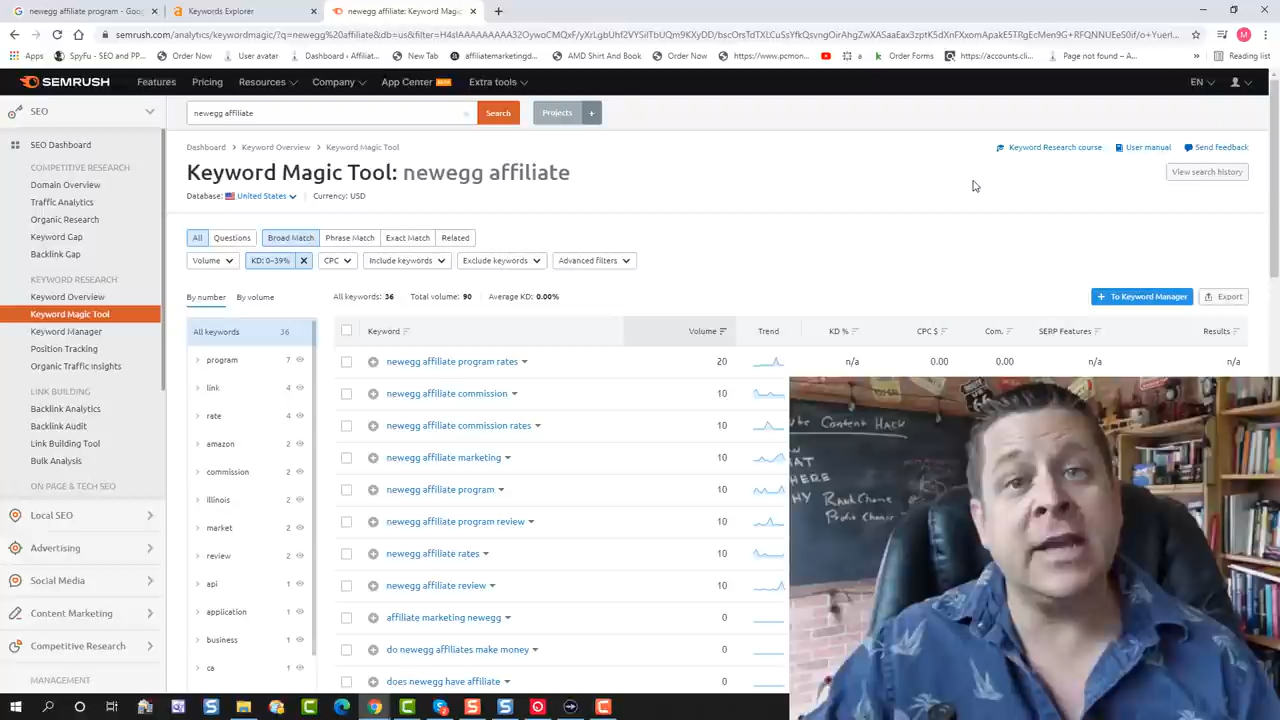 newegg affiliate program - Goo
Keywords Explorer
newegg affiliate: Keyword Magic
semrush.com/analytics/keywordmagic/?q=newegg%20affiliate&db=us&filter=
Apps
SpyFu - SEO and PP...
Order Now
User Area
Dashboard ‹ Affiliat...
New Tab
affiliatemarketingd...
AMD Shirt And Book
Order Now
https://www.pcmon...
a
Order Forms
https://accounts.cli...
Page not found – A...
Reading list
M
SEMRUSH
Features
Pricing
Resources
Company
App Center
BETA
Extra tools
EN
SEO
newegg affiliate
Search
Projects
+
SEO Dashboard
COMPETITIVE RESEARCH
Domain Overview
Traffic Analytics
Organic Research
Keyword Gap
Backlink Gap
KEYWORD RESEARCH
Keyword Overview
Keyword Magic Tool
Keyword Manager
Position Tracking
Organic Traffic Insights
LINK BUILDING
Backlink Analytics
Backlink Audit
Link Building Tool
Bulk Analysis
ON PAGE & TECH SEO
Local SEO
Advertising
Social Media
Content Marketing
Competitive Research
MANAGEMENT
Dashboard > Keyword Overview > Keyword Magic Tool
Keyword Research course
User manual
Send feedback
Keyword Magic Tool: newegg affiliate
View search history
Database: United States Currency: USD
All Questions Broad Match Phrase Match Exact Match Related
Volume KD: 0–39% CPC Include keywords Exclude keywords Advanced filters
By number By volume
All keywords: 36 Total volume: 90 Average KD: 0.00%
+ To Keyword Manager
Export
All keywords 36
program 7
link 4
rate 4
amazon 2
commission 2
illinois 2
market 2
review 2
api 1
application 1
business 1
ca 1
Keyword Volume Trend KD % CPC $ Com. SERP Features Results
newegg affiliate program rates 20 n/a 0.00 0.00 n/a n/a
newegg affiliate commission 10
newegg affiliate commission rates 10
newegg affiliate marketing 10
newegg affiliate program 10
newegg affiliate program review 10
newegg affiliate rates 10
newegg affiliate review 10
affiliate marketing newegg 0
do newegg affiliates make money 0
does newegg have affiliate 0
Content Hack
HERE